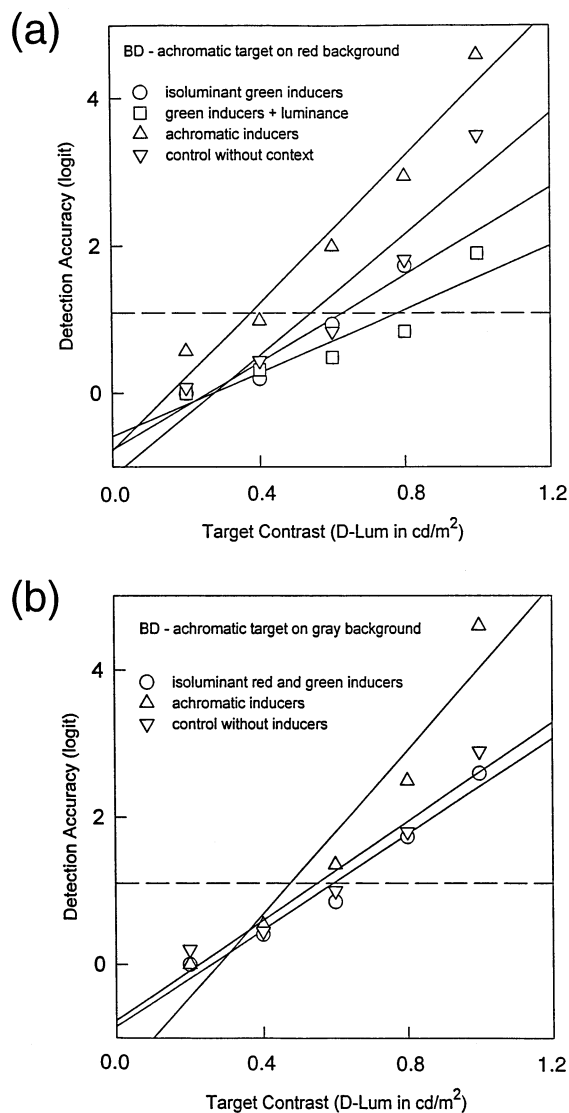 (a)
BD - achromatic target on red background
isoluminant green inducers
green inducers + luminance
achromatic inducers
control without context
Detection Accuracy (logit)
4
2
0
0.0 0.4 0.8 1.2
Target Contrast (D-Lum in cd/m²)
(b)
BD - achromatic target on gray background
isoluminant red and green inducers
achromatic inducers
control without inducers
Detection Accuracy (logit)
4
2
0
0.0 0.4 0.8 1.2
Target Contrast (D-Lum in cd/m²)